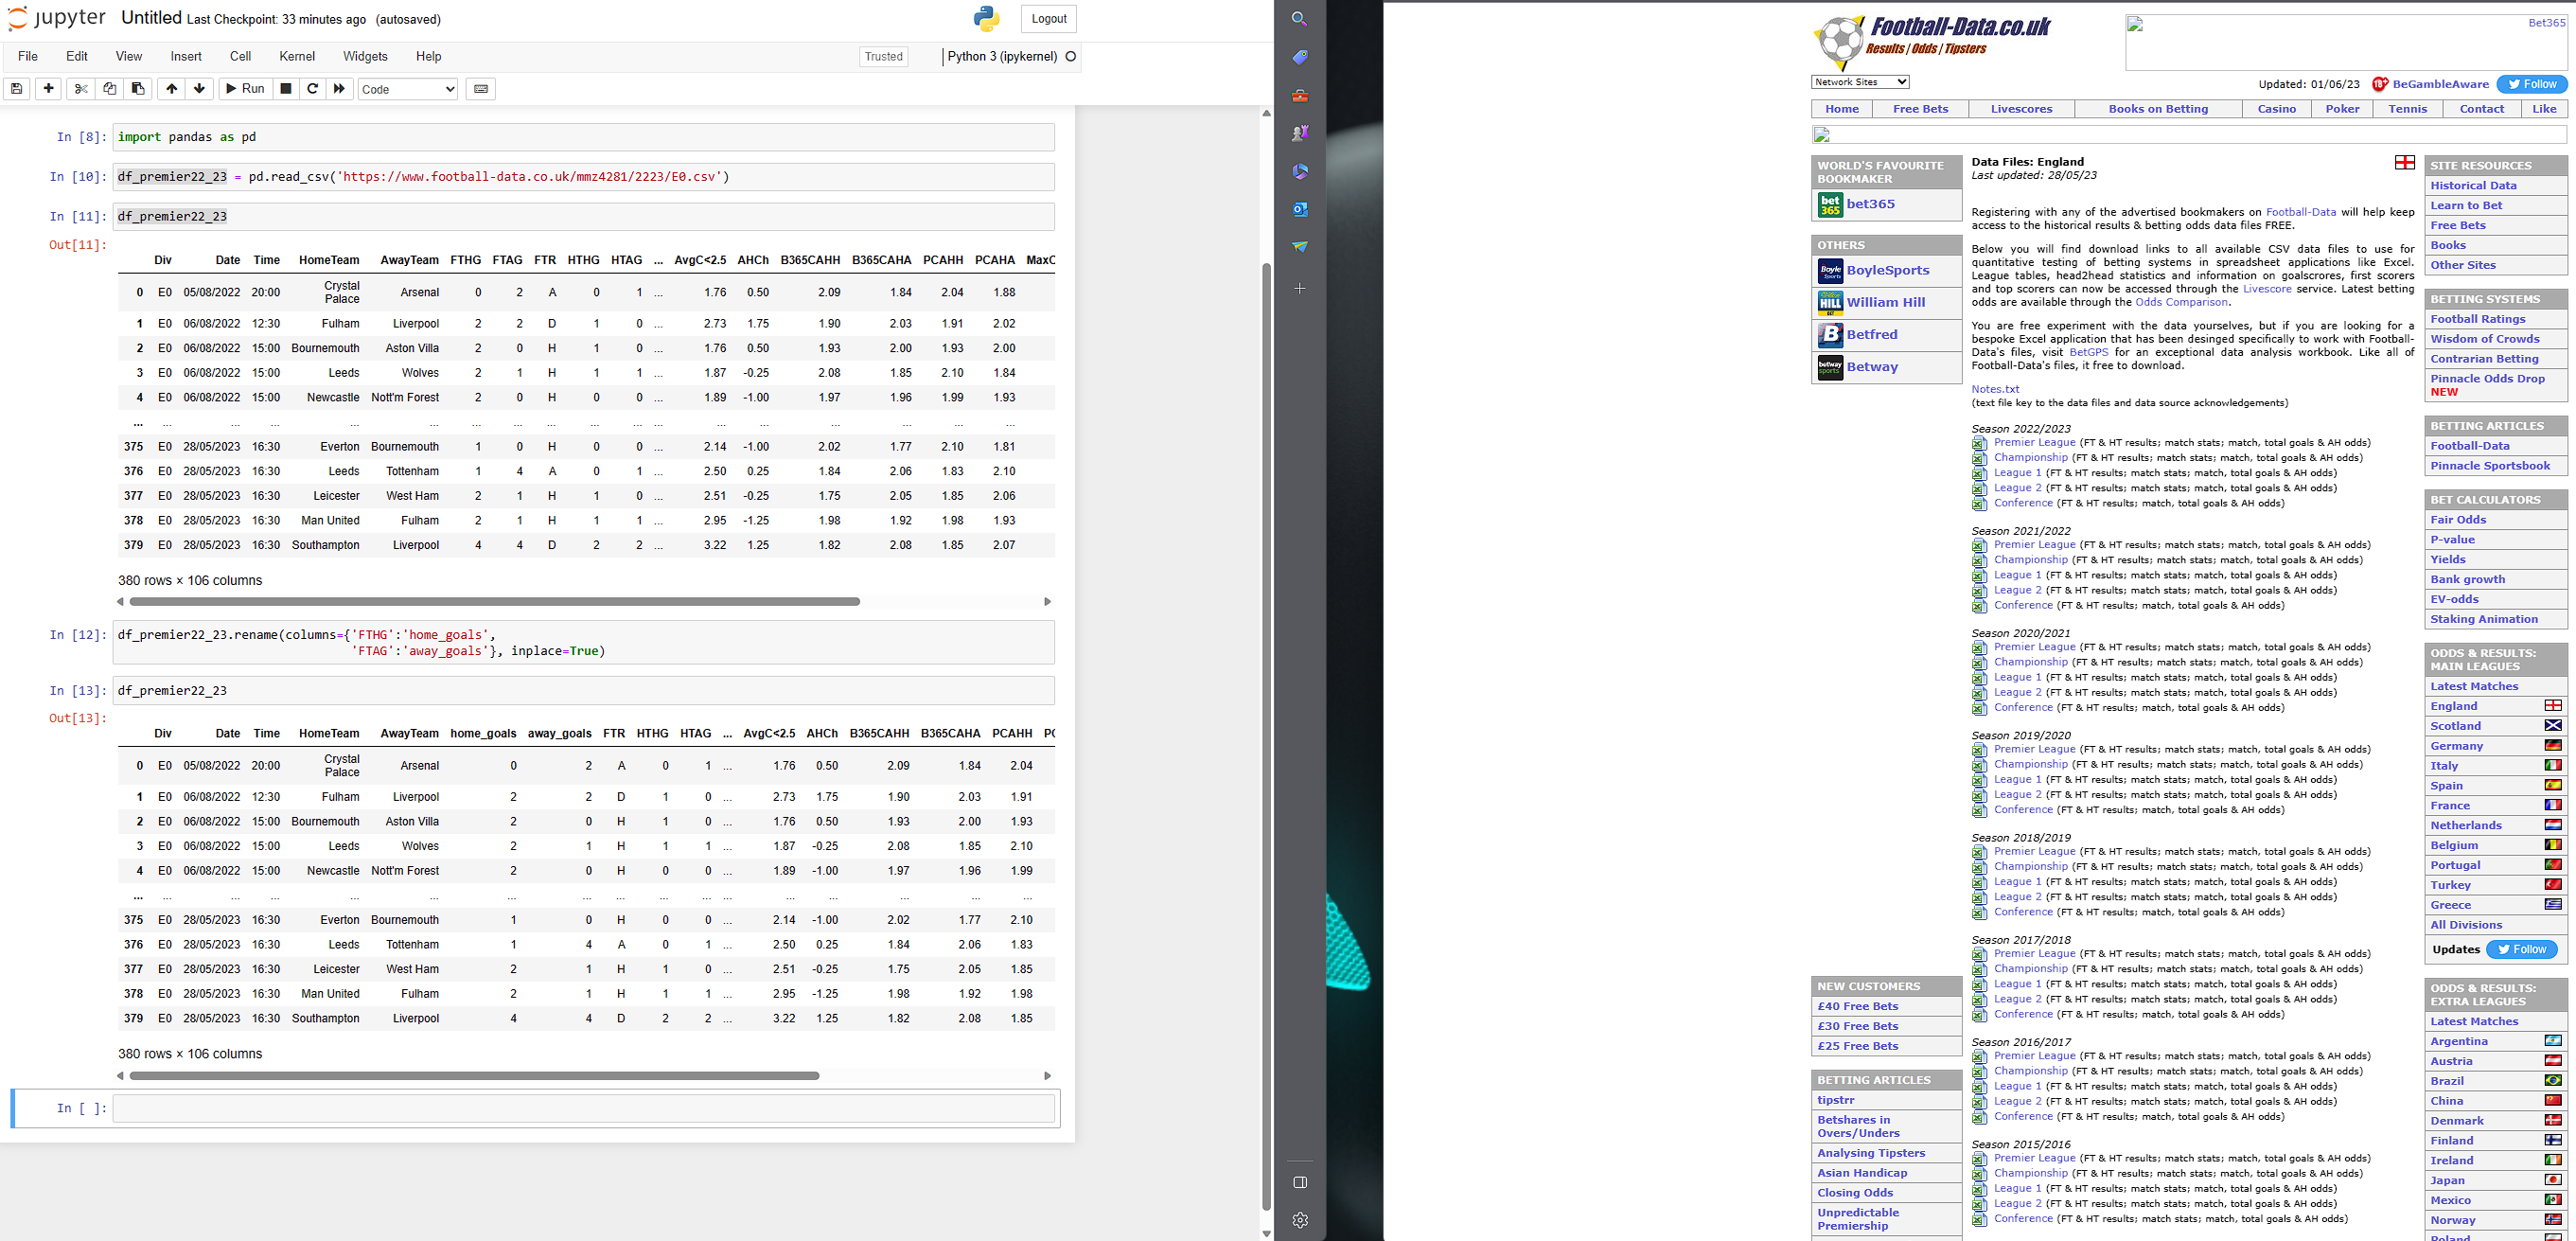 jupyter Untitled Last Checkpoint: 33 minutes ago (autosaved)
Logout
File Edit View Insert Cell Kernel Widgets Help
Trusted
Python 3 (ipykernel)
Run
Code
In [8]: import pandas as pd
In [10]: df_premier22_23 = pd.read_csv('https://www.football-data.co.uk/mmz4281/2223/E0.csv')
In [11]: df_premier22_23
Out[11]:
Div Date Time HomeTeam AwayTeam FTHG FTAG FTR HTHG HTAG ... AvgC<2.5 AHCh B365CAHH B365CAHA PCAHH PCAHA MaxC
0 E0 05/08/2022 20:00 Crystal Palace Arsenal 0 2 A 0 1 ... 1.76 0.50 2.09 1.84 2.04 1.88
1 E0 06/08/2022 12:30 Fulham Liverpool 2 2 D 1 0 ... 2.73 1.75 1.90 2.03 1.91 2.02
2 E0 06/08/2022 15:00 Bournemouth Aston Villa 2 0 H 1 0 ... 1.76 0.50 1.93 2.00 1.93 2.00
3 E0 06/08/2022 15:00 Leeds Wolves 2 1 H 1 1 ... 1.87 -0.25 2.08 1.85 2.10 1.84
4 E0 06/08/2022 15:00 Newcastle Nott'm Forest 2 0 H 0 0 ... 1.89 -1.00 1.97 1.96 1.99 1.93
... ... ... ... ... ... ... ... ... ... ... ... ... ... ... ... ... ...
375 E0 28/05/2023 16:30 Everton Bournemouth 1 0 H 0 0 ... 2.14 -1.00 2.02 1.77 2.10 1.81
376 E0 28/05/2023 16:30 Leeds Tottenham 1 4 A 0 1 ... 2.50 0.25 1.84 2.06 1.83 2.10
377 E0 28/05/2023 16:30 Leicester West Ham 2 1 H 1 0 ... 2.51 -0.25 1.75 2.05 1.85 2.06
378 E0 28/05/2023 16:30 Man United Fulham 2 1 H 1 1 ... 2.95 -1.25 1.98 1.92 1.98 1.93
379 E0 28/05/2023 16:30 Southampton Liverpool 4 4 D 2 2 ... 3.22 1.25 1.82 2.08 1.85 2.07
380 rows × 106 columns
In [12]: df_premier22_23.rename(columns={'FTHG':'home_goals',
'FTAG':'away_goals'}, inplace=True)
In [13]: df_premier22_23
Out[13]:
Div Date Time HomeTeam AwayTeam home_goals away_goals FTR HTHG HTAG ... AvgC<2.5 AHCh B365CAHH B365CAHA PCAHH PC
0 E0 05/08/2022 20:00 Crystal Palace Arsenal 0 2 A 0 1 ... 1.76 0.50 2.09 1.84 2.04
1 E0 06/08/2022 12:30 Fulham Liverpool 2 2 D 1 0 ... 2.73 1.75 1.90 2.03 1.91
2 E0 06/08/2022 15:00 Bournemouth Aston Villa 2 0 H 1 0 ... 1.76 0.50 1.93 2.00 1.93
3 E0 06/08/2022 15:00 Leeds Wolves 2 1 H 1 1 ... 1.87 -0.25 2.08 1.85 2.10
4 E0 06/08/2022 15:00 Newcastle Nott'm Forest 2 0 H 0 0 ... 1.89 -1.00 1.97 1.96 1.99
... ... ... ... ... ... ... ... ... ... ... ... ... ... ... ... ...
375 E0 28/05/2023 16:30 Everton Bournemouth 1 0 H 0 0 ... 2.14 -1.00 2.02 1.77 2.10
376 E0 28/05/2023 16:30 Leeds Tottenham 1 4 A 0 1 ... 2.50 0.25 1.84 2.06 1.83
377 E0 28/05/2023 16:30 Leicester West Ham 2 1 H 1 0 ... 2.51 -0.25 1.75 2.05 1.85
378 E0 28/05/2023 16:30 Man United Fulham 2 1 H 1 1 ... 2.95 -1.25 1.98 1.92 1.98
379 E0 28/05/2023 16:30 Southampton Liverpool 4 4 D 2 2 ... 3.22 1.25 1.82 2.08 1.85
380 rows × 106 columns
In [ ]:
Football-Data.co.uk
Results / Odds / Tipsters
Bet365
Network Sites
Updated: 01/06/23 18+ BeGambleAware Follow
Home Free Bets Livescores Books on Betting Casino Poker Tennis Contact Like
WORLD'S FAVOURITE
BOOKMAKER
bet365 bet365
OTHERS
Boyle Sports BoyleSports
William HILL BET William Hill
B Betfred
betway sports Betway
NEW CUSTOMERS
£40 Free Bets
£30 Free Bets
£25 Free Bets
BETTING ARTICLES
tipstrr
Betshares in
Overs/Unders
Analysing Tipsters
Asian Handicap
Closing Odds
Unpredictable
Premiership
Data Files: England
Last updated: 28/05/23
Registering with any of the advertised bookmakers on Football-Data will help keep
access to the historical results & betting odds data files FREE.
Below you will find download links to all available CSV data files to use for
quantitative testing of betting systems in spreadsheet applications like Excel.
League tables, head2head statistics and information on goalscrores, first scorers
and top scorers can now be accessed through the Livescore service. Latest betting
odds are available through the Odds Comparison.
You are free experiment with the data yourselves, but if you are looking for a
bespoke Excel application that has been desinged specifically to work with Football-
Data's files, visit BetGPS for an exceptional data analysis workbook. Like all of
Football-Data's files, it free to download.
Notes.txt
(text file key to the data files and data source acknowledgements)
Season 2022/2023
Premier League (FT & HT results; match stats; match, total goals & AH odds)
Championship (FT & HT results; match stats; match, total goals & AH odds)
League 1 (FT & HT results; match stats; match, total goals & AH odds)
League 2 (FT & HT results; match stats; match, total goals & AH odds)
Conference (FT & HT results; match, total goals & AH odds)
Season 2021/2022
Premier League (FT & HT results; match stats; match, total goals & AH odds)
Championship (FT & HT results; match stats; match, total goals & AH odds)
League 1 (FT & HT results; match stats; match, total goals & AH odds)
League 2 (FT & HT results; match stats; match, total goals & AH odds)
Conference (FT & HT results; match, total goals & AH odds)
Season 2020/2021
Premier League (FT & HT results; match stats; match, total goals & AH odds)
Championship (FT & HT results; match stats; match, total goals & AH odds)
League 1 (FT & HT results; match stats; match, total goals & AH odds)
League 2 (FT & HT results; match stats; match, total goals & AH odds)
Conference (FT & HT results; match, total goals & AH odds)
Season 2019/2020
Premier League (FT & HT results; match stats; match, total goals & AH odds)
Championship (FT & HT results; match stats; match, total goals & AH odds)
League 1 (FT & HT results; match stats; match, total goals & AH odds)
League 2 (FT & HT results; match stats; match, total goals & AH odds)
Conference (FT & HT results; match, total goals & AH odds)
Season 2018/2019
Premier League (FT & HT results; match stats; match, total goals & AH odds)
Championship (FT & HT results; match stats; match, total goals & AH odds)
League 1 (FT & HT results; match stats; match, total goals & AH odds)
League 2 (FT & HT results; match stats; match, total goals & AH odds)
Conference (FT & HT results; match, total goals & AH odds)
Season 2017/2018
Premier League (FT & HT results; match stats; match, total goals & AH odds)
Championship (FT & HT results; match stats; match, total goals & AH odds)
League 1 (FT & HT results; match stats; match, total goals & AH odds)
League 2 (FT & HT results; match stats; match, total goals & AH odds)
Conference (FT & HT results; match, total goals & AH odds)
Season 2016/2017
Premier League (FT & HT results; match stats; match, total goals & AH odds)
Championship (FT & HT results; match stats; match, total goals & AH odds)
League 1 (FT & HT results; match stats; match, total goals & AH odds)
League 2 (FT & HT results; match stats; match, total goals & AH odds)
Conference (FT & HT results; match, total goals & AH odds)
Season 2015/2016
Premier League (FT & HT results; match stats; match, total goals & AH odds)
Championship (FT & HT results; match stats; match, total goals & AH odds)
League 1 (FT & HT results; match stats; match, total goals & AH odds)
League 2 (FT & HT results; match stats; match, total goals & AH odds)
Conference (FT & HT results; match stats; match, total goals & AH odds)
SITE RESOURCES
Historical Data
Learn to Bet
Free Bets
Books
Other Sites
BETTING SYSTEMS
Football Ratings
Wisdom of Crowds
Contrarian Betting
Pinnacle Odds Drop
NEW
BETTING ARTICLES
Football-Data
Pinnacle Sportsbook
BET CALCULATORS
Fair Odds
P-value
Yields
Bank growth
EV-odds
Staking Animation
ODDS & RESULTS:
MAIN LEAGUES
Latest Matches
England
Scotland
Germany
Italy
Spain
France
Netherlands
Belgium
Portugal
Turkey
Greece
All Divisions
Updates Follow
ODDS & RESULTS:
EXTRA LEAGUES
Latest Matches
Argentina
Austria
Brazil
China
Denmark
Finland
Ireland
Japan
Mexico
Norway
Poland